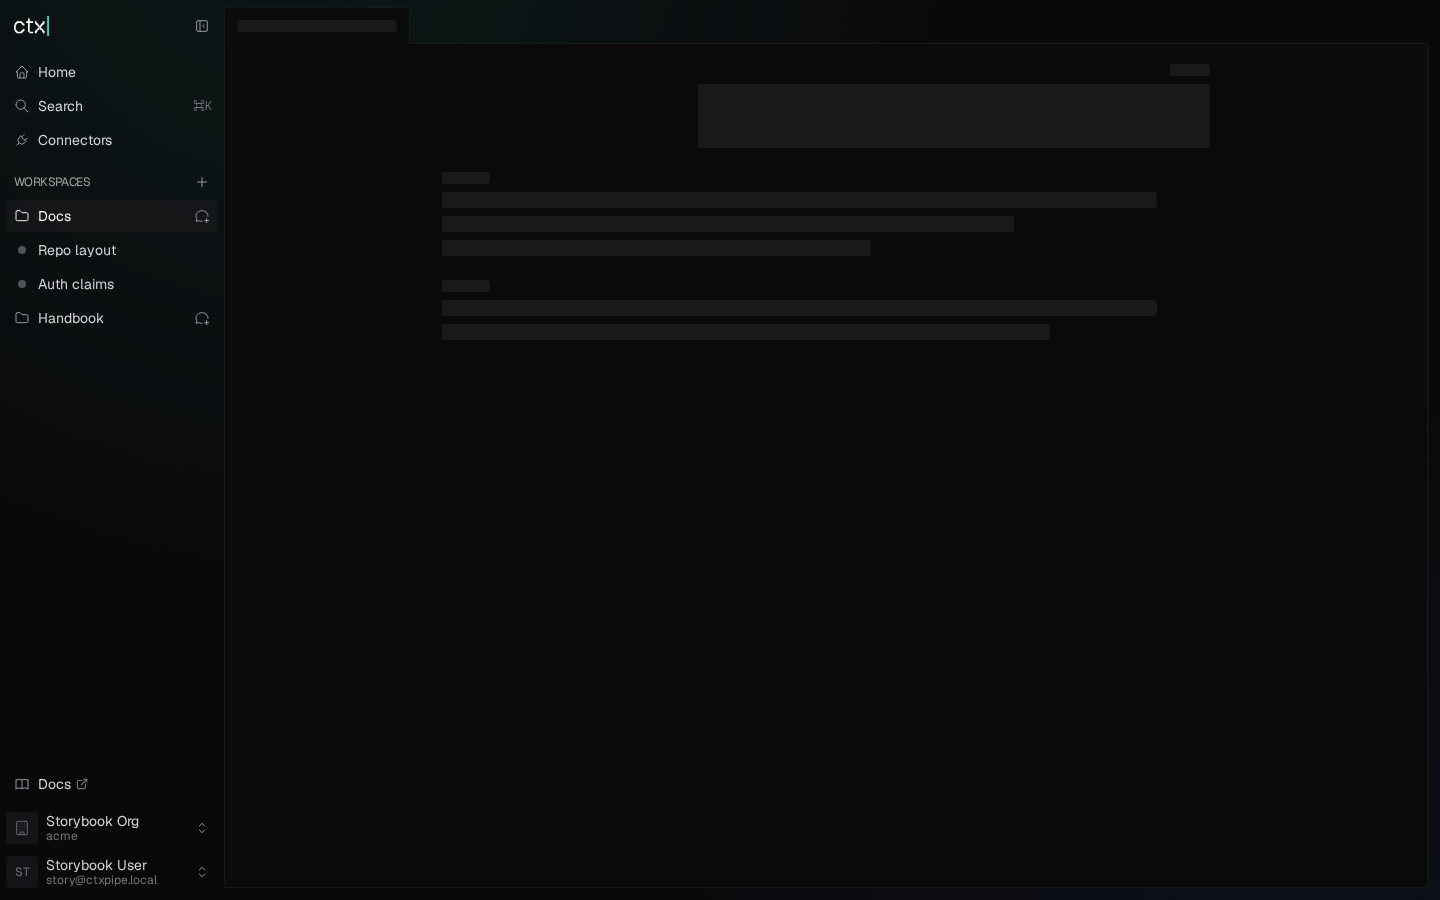 ctx
Home
Search ⌘K
Connectors
WORKSPACES
Docs
Repo layout
Auth claims
Handbook
Docs
Storybook Org
acme
ST
Storybook User
story@ctxpipe.local